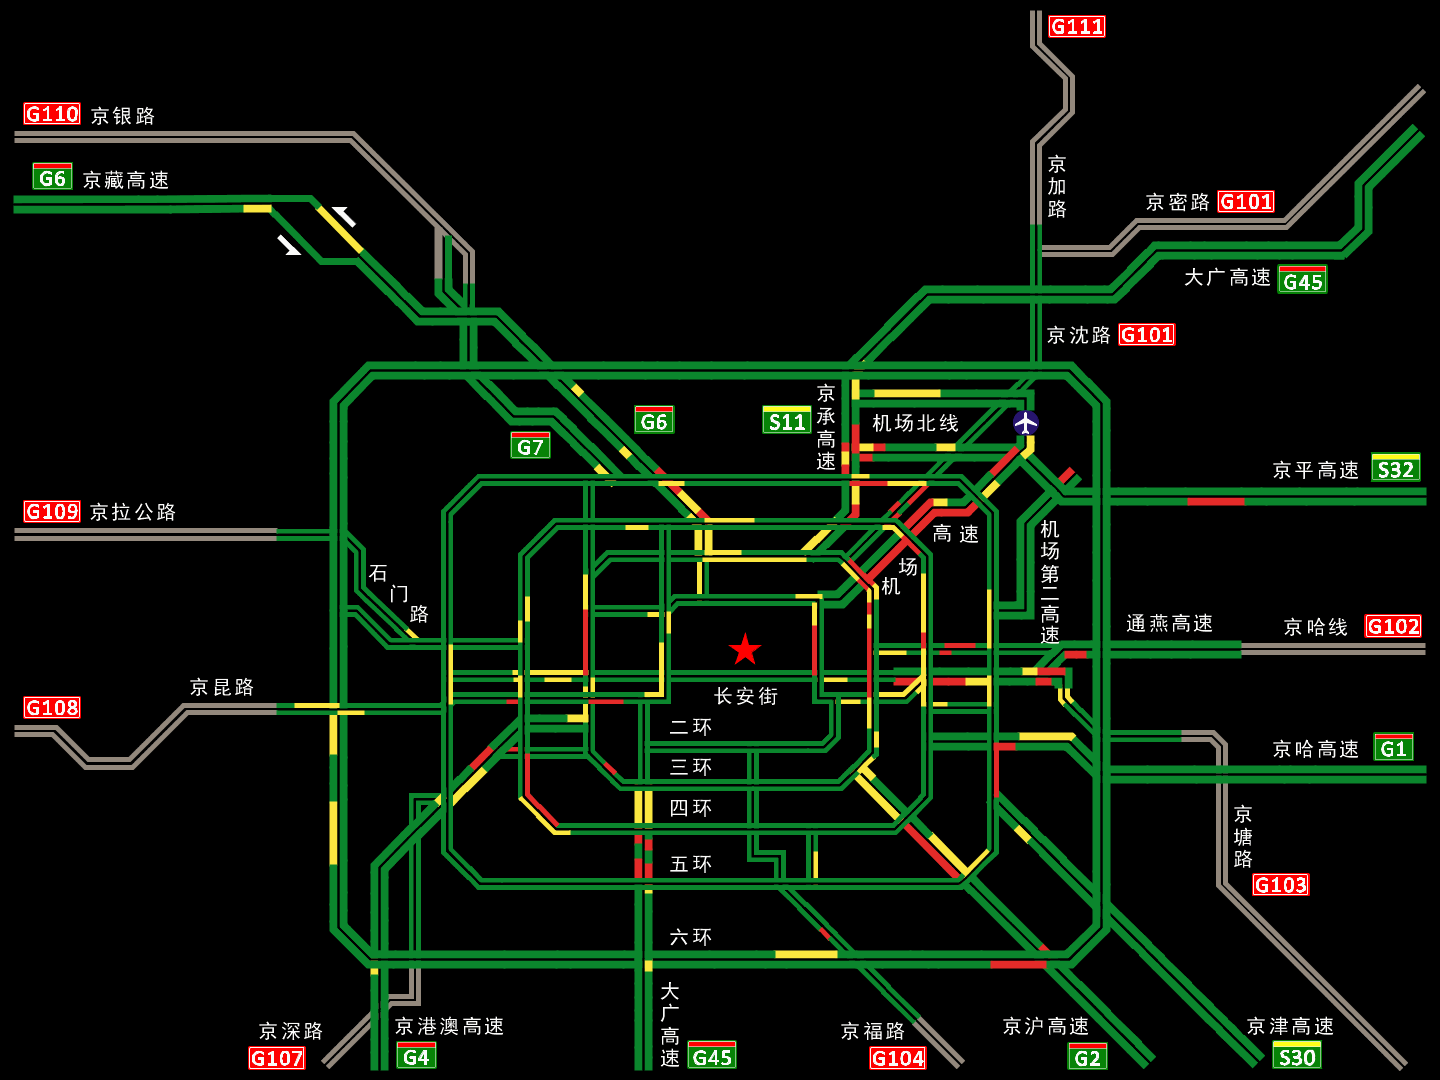 G111
G110 京银路
G6 京藏高速
京加路
京密路 G101
大广高速 G45
京沈路 G101
京承高速
S11
G6
G7
机场北线
京平高速 S32
G109 京拉公路
高速
机场
机场第二高速
石门路
通燕高速
京哈线 G102
长安街
京昆路
G108
二环
三环
四环
五环
六环
京哈高速 G1
京塘路
G103
京深路
G107
京港澳高速
G4
大广高速
G45
京福路
G104
京沪高速
G2
京津高速
S30